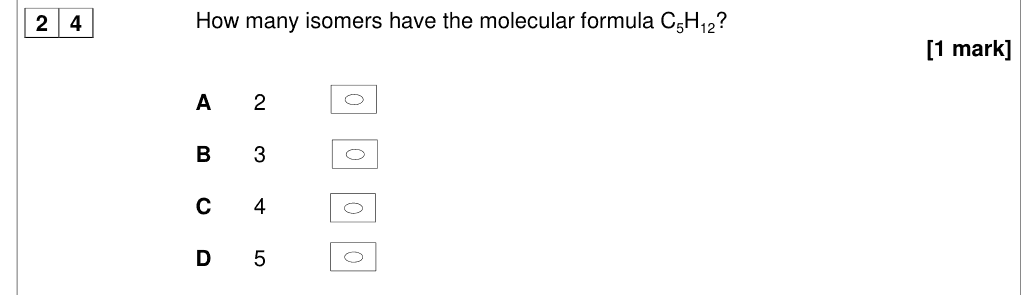 2 4 How many isomers have the molecular formula C₅H₁₂?
[1 mark]
A 2
B 3
C 4
D 5